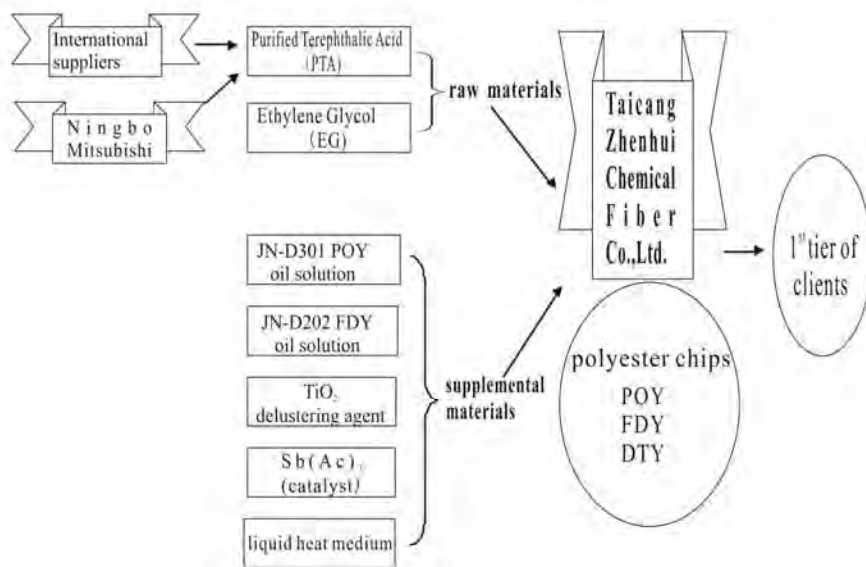 International
suppliers
Purified Terephthalic Acid
(PTA)
Ningbo
Mitsubishi
Ethylene Glycol
(EG)
raw materials
Taicang
Zhenhui
Chemical
Fiber
Co.,Ltd.
1st tier of
clients
JN-D301 POY
oil solution
JN-D202 FDY
oil solution
TiO2
delustering agent
Sb(Ac)3
(catalyst)
liquid heat medium
supplemental
materials
polyester chips
POY
FDY
DTY